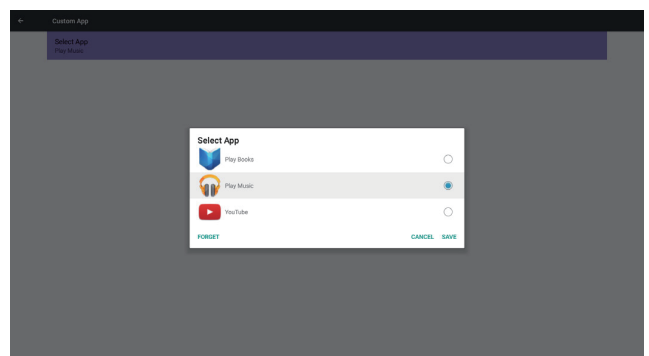 Custom App
Select App
Play Music
Select App
Play Books
Play Music
YouTube
FORGET CANCEL SAVE